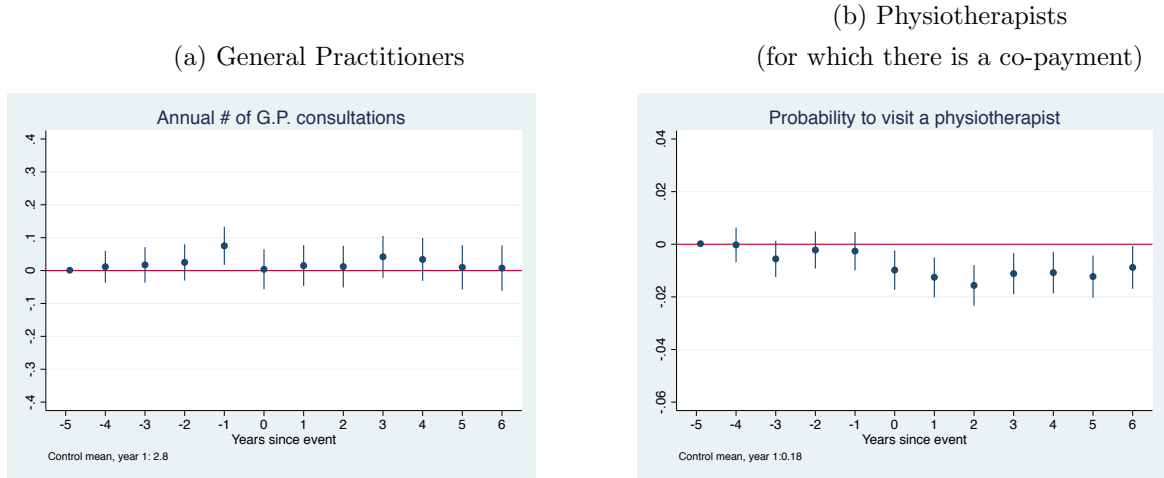 (a) General Practitioners
Annual # of G.P. consultations
.4
.3
.2
.1
0
-.1
-.2
-.3
-.4
-5 -4 -3 -2 -1 0 1 2 3 4 5 6
Years since event
Control mean, year 1: 2.8
(b) Physiotherapists
(for which there is a co-payment)
Probability to visit a physiotherapist
.04
.02
0
-.02
-.04
-.06
-5 -4 -3 -2 -1 0 1 2 3 4 5 6
Years since event
Control mean, year 1:0.18